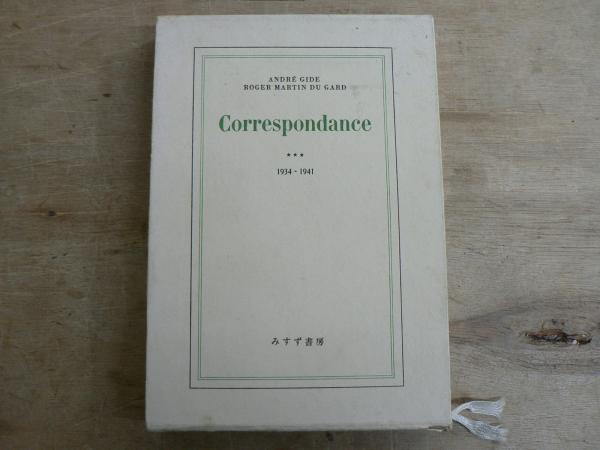 ANDRÉ GIDE
ROGER MARTIN DU GARD
Correspondance
★★★
1934 - 1941
みすず書房